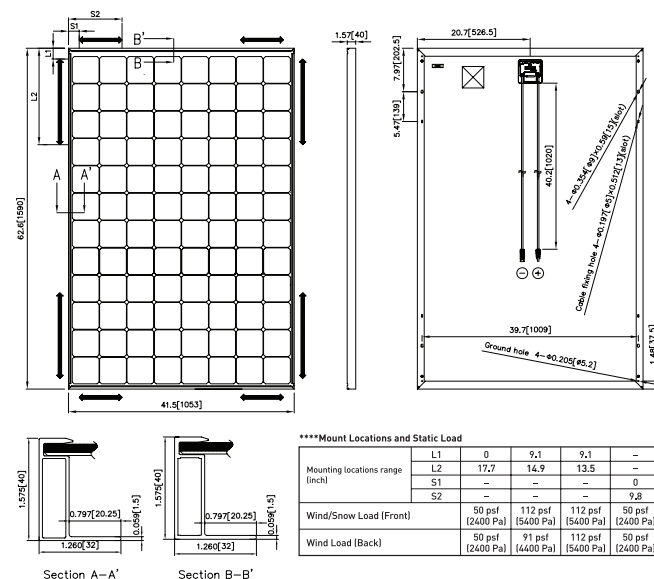 S2
S1
B'
B
L1
L2
A
A'
62.6[1590]
41.5[1053]
1.57[40]
20.7[526.5]
7.97[202.5]
5.47[139]
40.2[1020]
4-Φ0.354[Φ9]×0.59[15](slot)
Cable fixing hole 4-Φ0.197[Φ5]×0.512[13](slot)
− +
39.7[1009]
Ground hole 4-Φ0.205[Φ5.2]
1.48[37.5]
1.575[40]
0.797[20.25]
0.059[1.5]
1.260[32]
Section A-A'
1.575[40]
0.797[20.25]
0.059[1.5]
1.260[32]
Section B-B'
****Mount Locations and Static Load
Mounting locations range (inch) L1 0 9.1 9.1 –
L2 17.7 14.9 13.5 –
S1 – – – 0
S2 – – – 9.8
Wind/Snow Load (Front) 50 psf (2400 Pa) 112 psf (5400 Pa) 112 psf (5400 Pa) 50 psf (2400 Pa)
Wind Load (Back) 50 psf (2400 Pa) 91 psf (4400 Pa) 112 psf (5400 Pa) 50 psf (2400 Pa)